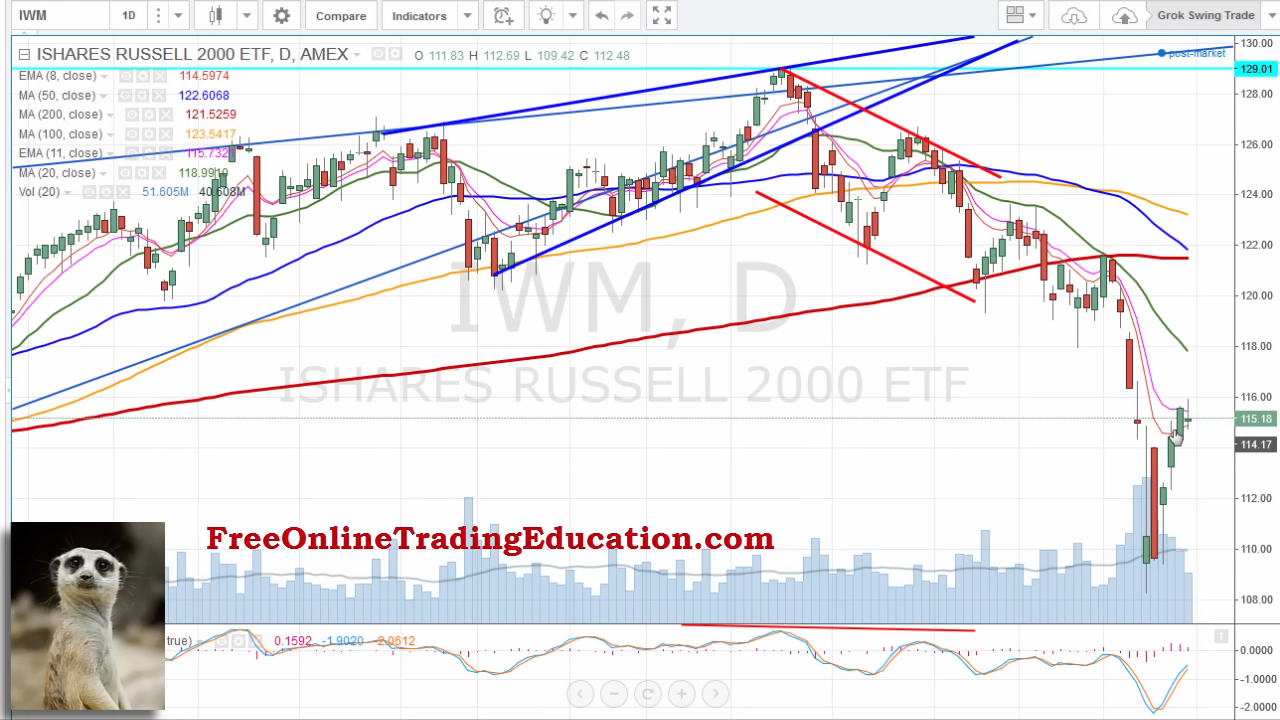 IWM 1D Compare Indicators Grok Swing Trade
ISHARES RUSSELL 2000 ETF, D, AMEX O 111.83 H 112.69 L 109.42 C 112.48
EMA (8, close) 114.5974
MA (50, close) 122.6068
MA (200, close) 121.5259
MA (100, close) 123.5417
EMA (11, close)
MA (20, close)
Vol (20) 51.605M 40.608M
post-market
130.00
129.01
128.00
126.00
124.00
122.00
120.00
118.00
116.00
115.18
114.17
112.00
110.00
108.00
IWM, D
ISHARES RUSSELL 2000 ETF
FreeOnlineTradingEducation.com
true) 0.1592 -1.9020 -2.0612
0.0000
-1.0000
-2.0000